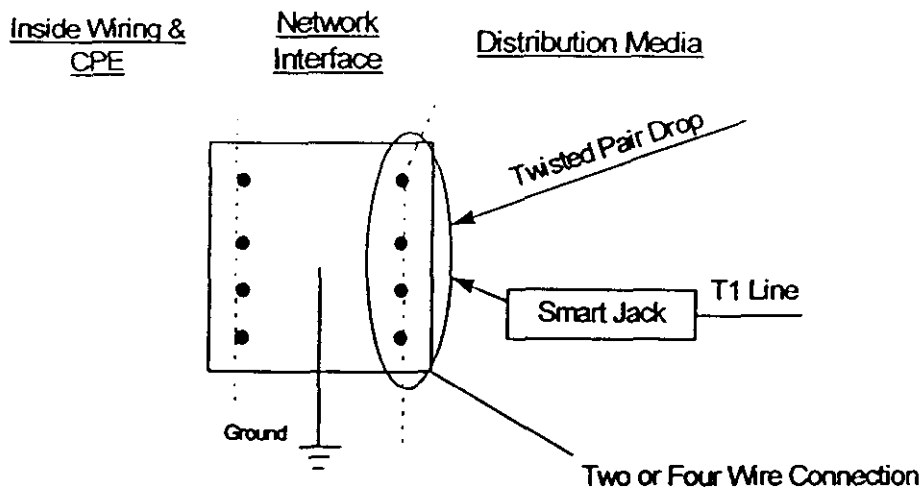 Inside Wiring &
CPE
Network
Interface
Distribution Media
Twisted Pair Drop
T1 Line
Smart Jack
Ground
Two or Four Wire Connection